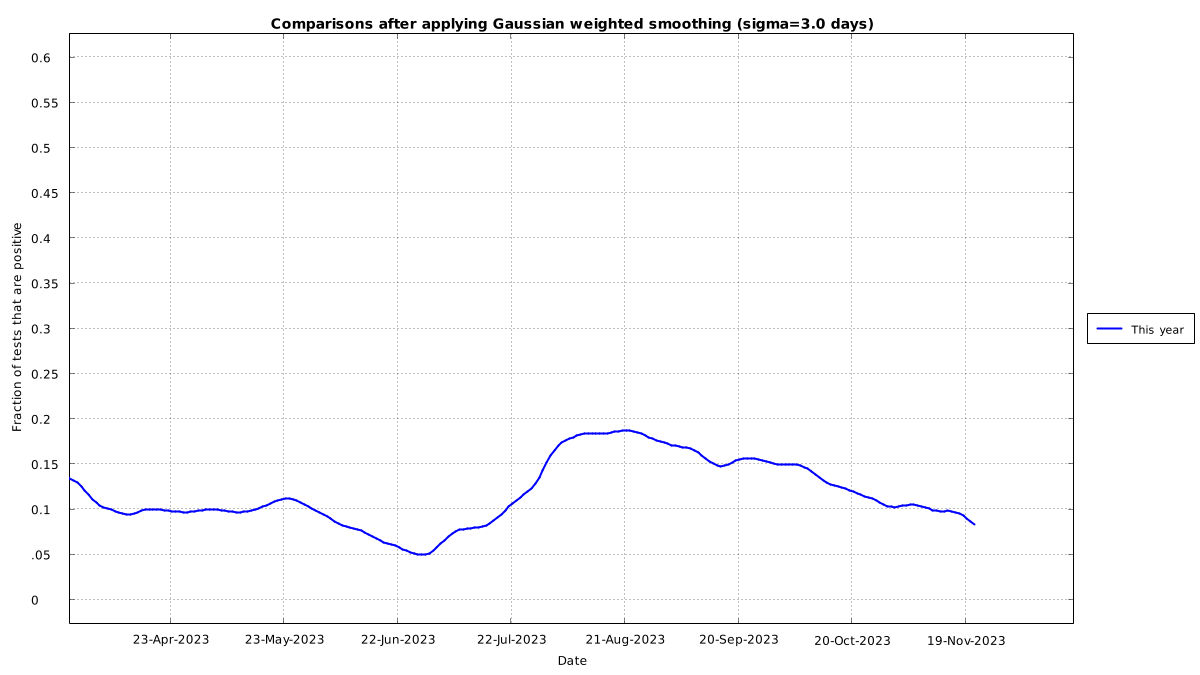 Comparisons after applying Gaussian weighted smoothing (sigma=3.0 days)
0.6
0.55
0.5
0.45
0.4
0.35
0.3
0.25
0.2
0.15
0.1
.05
0
Fraction of tests that are positive
This year
23-Apr-2023 23-May-2023 22-Jun-2023 22-Jul-2023 21-Aug-2023 20-Sep-2023 20-Oct-2023 19-Nov-2023
Date